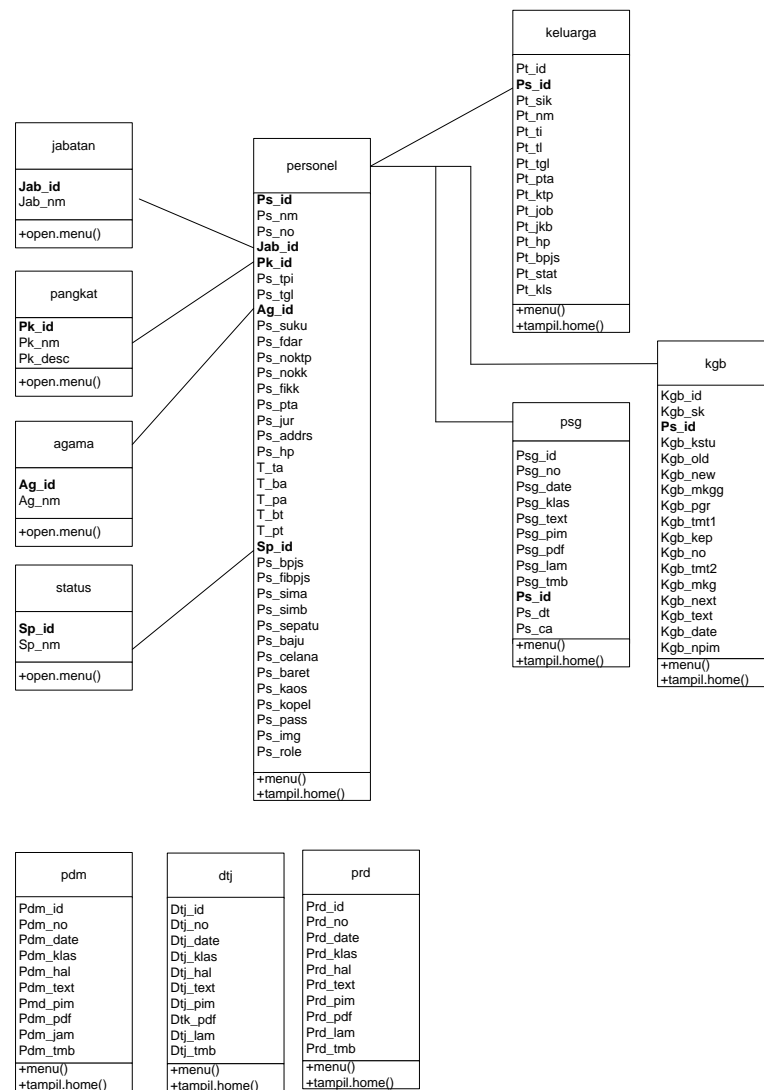 keluarga
Pt_id
Ps_id
Pt_sik
Pt_nm
Pt_ti
Pt_tl
Pt_tgl
Pt_pta
Pt_ktp
Pt_job
Pt_jkb
Pt_hp
Pt_bpjs
Pt_stat
Pt_kls
+menu()
+tampil.home()
jabatan
Jab_id
Jab_nm
+open.menu()
pangkat
Pk_id
Pk_nm
Pk_desc
+open.menu()
agama
Ag_id
Ag_nm
+open.menu()
status
Sp_id
Sp_nm
+open.menu()
personel
Ps_id
Ps_nm
Ps_no
Jab_id
Pk_id
Ps_tpi
Ps_tgl
Ag_id
Ps_suku
Ps_fdar
Ps_noktp
Ps_nokk
Ps_fikk
Ps_pta
Ps_jur
Ps_addrs
Ps_hp
T_ta
T_ba
T_pa
T_bt
T_pt
Sp_id
Ps_bpjs
Ps_fibpjs
Ps_sima
Ps_simb
Ps_sepatu
Ps_baju
Ps_celana
Ps_baret
Ps_kaos
Ps_kopel
Ps_pass
Ps_img
Ps_role
+menu()
+tampil.home()
psg
Psg_id
Psg_no
Psg_date
Psg_klas
Psg_text
Psg_pim
Psg_pdf
Psg_lam
Psg_tmb
Ps_id
Ps_dt
Ps_ca
+menu()
+tampil.home()
kgb
Kgb_id
Kgb_sk
Ps_id
Kgb_kstu
Kgb_old
Kgb_new
Kgb_mkgg
Kgb_pgr
Kgb_tmt1
Kgb_kep
Kgb_no
Kgb_tmt2
Kgb_mkg
Kgb_next
Kgb_text
Kgb_date
Kgb_npim
+menu()
+tampil.home()
pdm
Pdm_id
Pdm_no
Pdm_date
Pdm_klas
Pdm_hal
Pdm_text
Pmd_pim
Pdm_pdf
Pdm_jam
Pdm_tmb
+menu()
+tampil.home()
dtj
Dtj_id
Dtj_no
Dtj_date
Dtj_klas
Dtj_hal
Dtj_text
Dtj_pim
Dtk_pdf
Dtj_lam
Dtj_tmb
+menu()
+tampil.home()
prd
Prd_id
Prd_no
Prd_date
Prd_klas
Prd_hal
Prd_text
Prd_pim
Prd_pdf
Prd_lam
Prd_tmb
+menu()
+tampil.home()